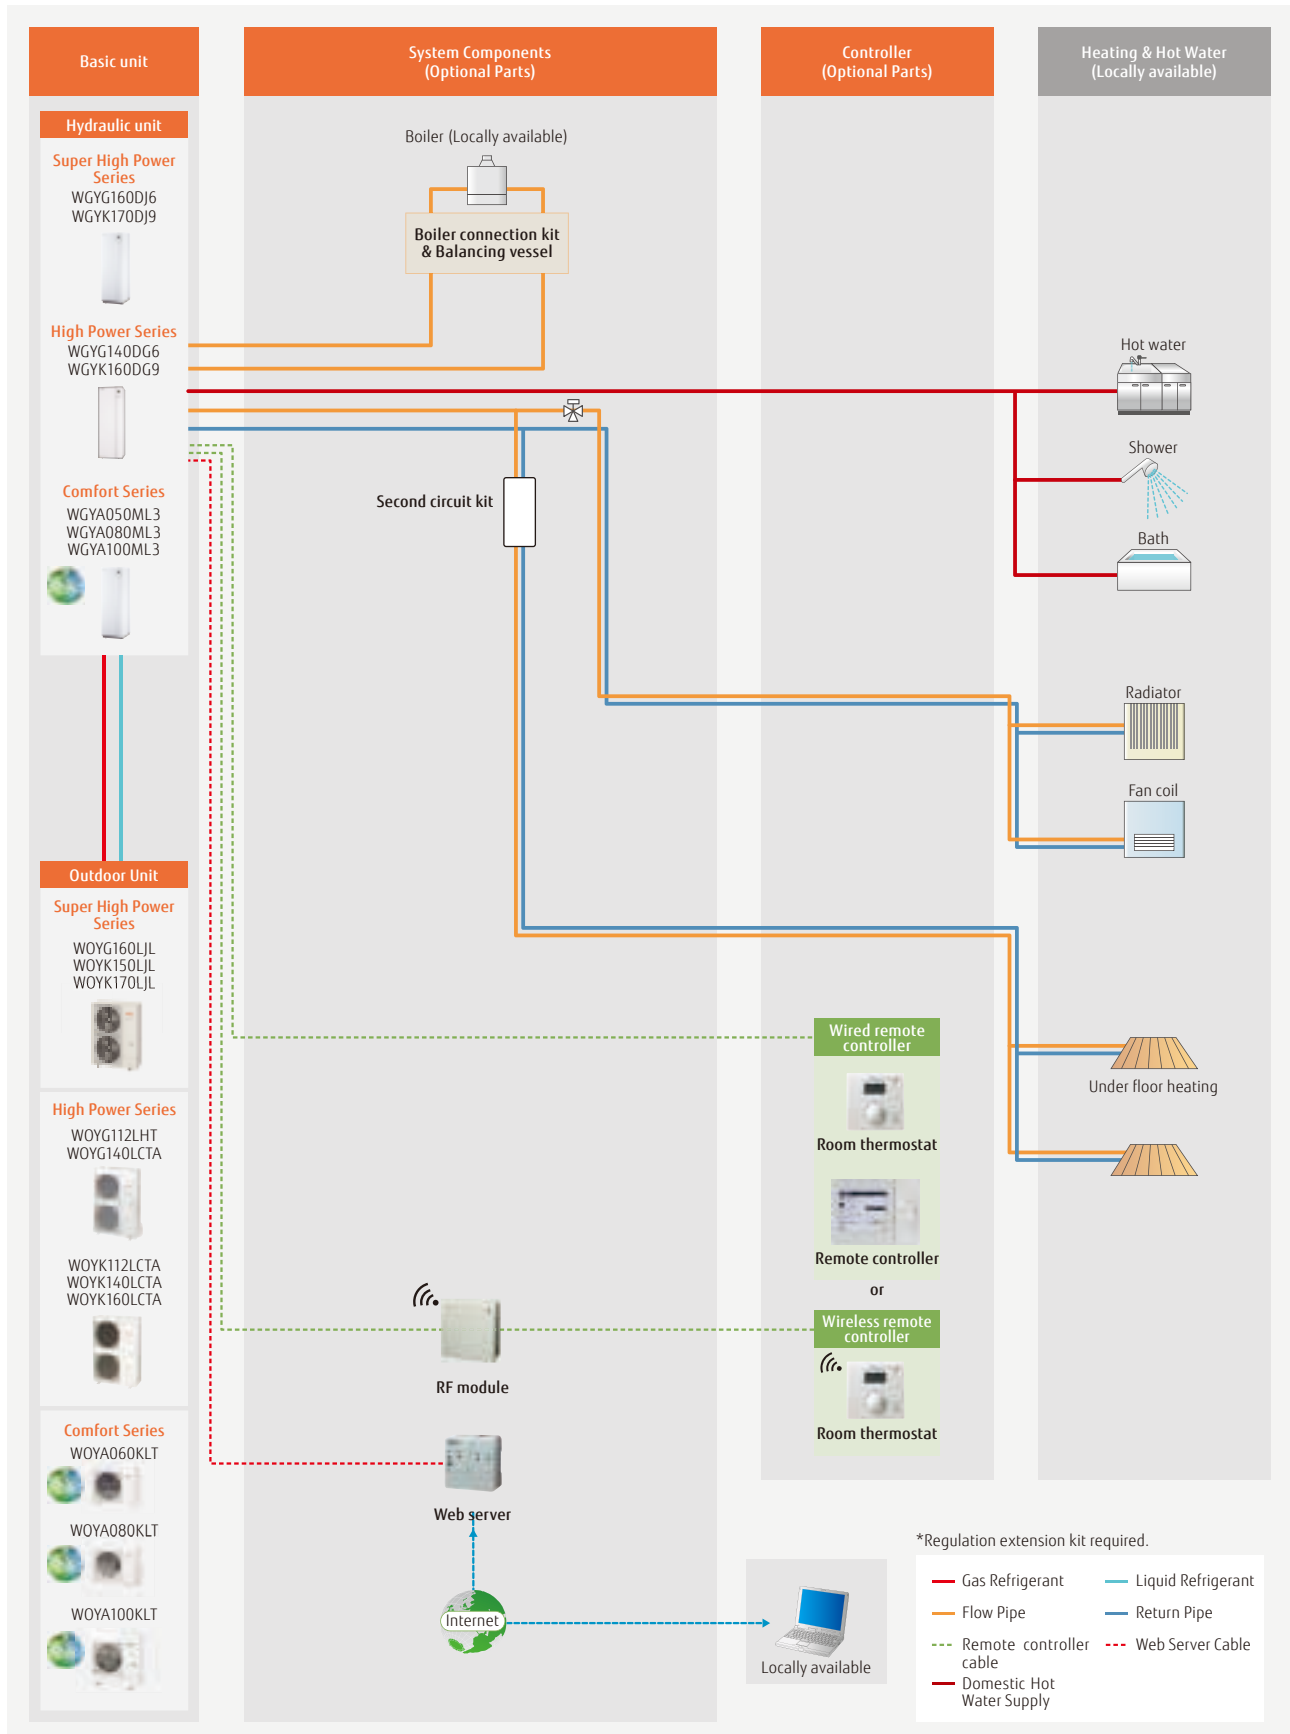 Basic unit
System Components
(Optional Parts)
Controller
(Optional Parts)
Heating & Hot Water
(Locally available)
Hydraulic unit
Super High Power
Series
WGYG160DJ6
WGYK170DJ9
High Power Series
WGYG140DG6
WGYK160DG9
Comfort Series
WGYA050ML3
WGYA080ML3
WGYA100ML3
Outdoor Unit
Super High Power
Series
WOYG160LJL
WOYK150LJL
WOYK170LJL
High Power Series
WOYG112LHT
WOYG140LCTA
WOYK112LCTA
WOYK140LCTA
WOYK160LCTA
Comfort Series
WOYA060KLT
WOYA080KLT
WOYA100KLT
Boiler (Locally available)
Boiler connection kit
& Balancing vessel
Second circuit kit
RF module
Web server
Internet
Wired remote
controller
Room thermostat
Remote controller
or
Wireless remote
controller
Room thermostat
Locally available
Hot water
Shower
Bath
Radiator
Fan coil
Under floor heating
*Regulation extension kit required.
Gas Refrigerant
Liquid Refrigerant
Flow Pipe
Return Pipe
Remote controller
cable
Web Server Cable
Domestic Hot
Water Supply